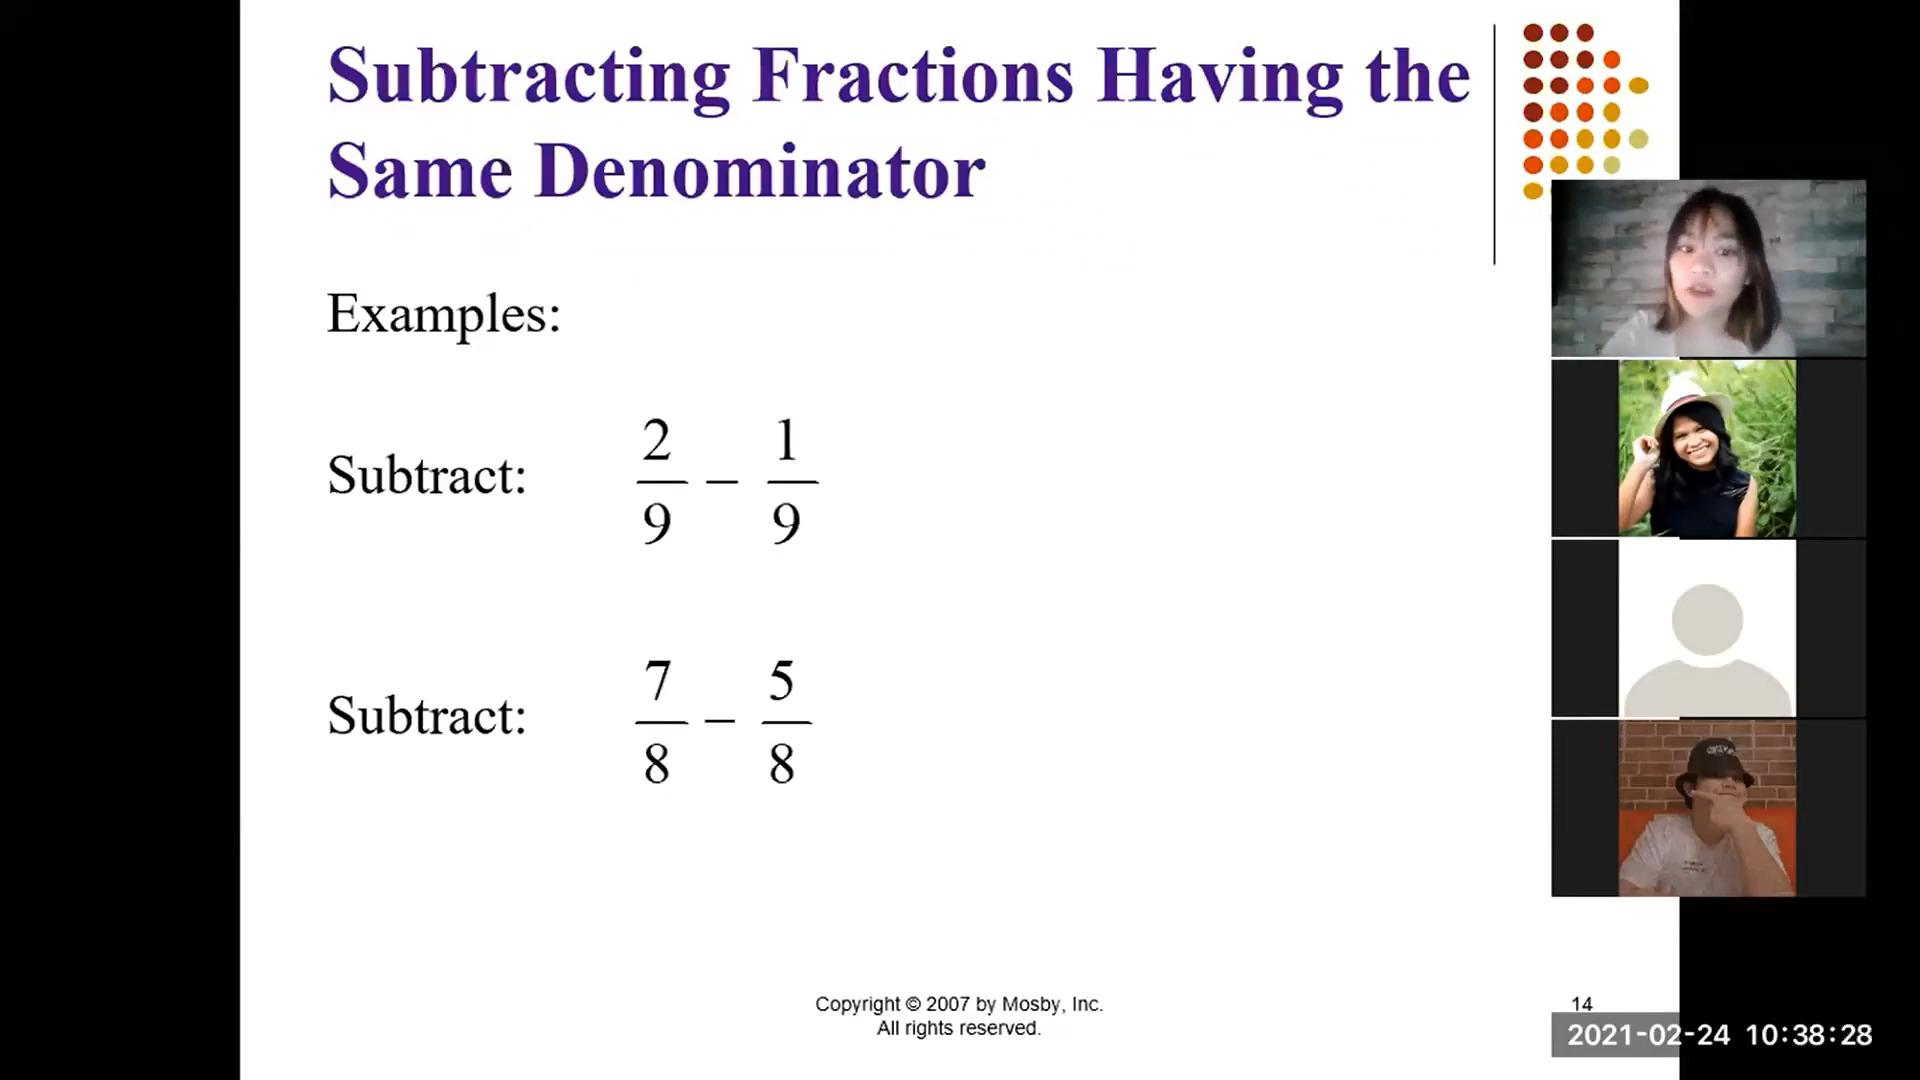 Subtracting Fractions Having the
Same Denominator
Examples:
Subtract: 2/9 − 1/9
Subtract: 7/8 − 5/8
Copyright © 2007 by Mosby, Inc.
All rights reserved.
14
2021-02-24 10:38:28